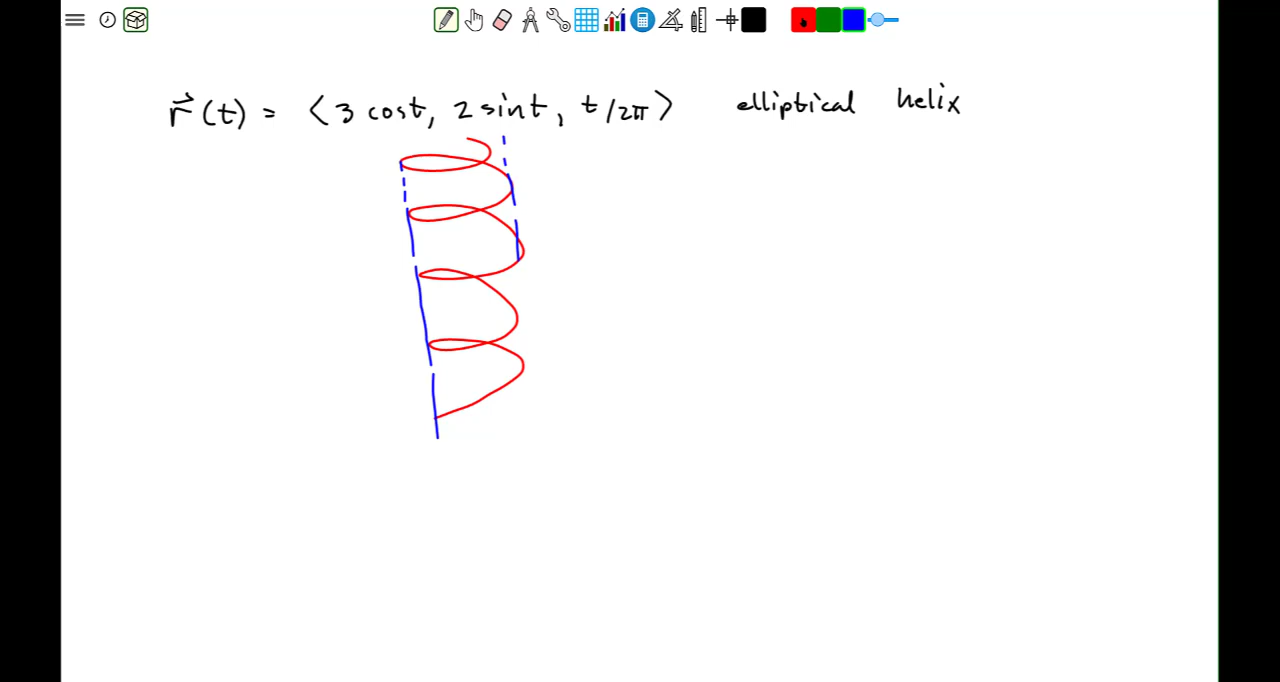 r⃗(t) = ⟨3 cost, 2 sint, t/2π⟩ elliptical helix